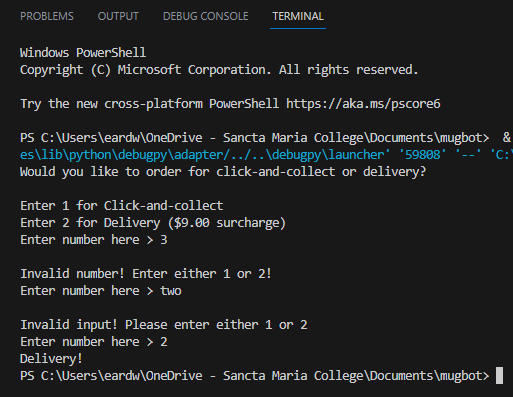 PROBLEMS OUTPUT DEBUG CONSOLE TERMINAL
Windows PowerShell
Copyright (C) Microsoft Corporation. All rights reserved.
Try the new cross-platform PowerShell https://aka.ms/pscore6
PS C:\Users\eardw\OneDrive - Sancta Maria College\Documents\mugbot>  &
es\lib\python\debugpy\adapter/../..\debugpy\launcher' '59808' '--' 'C:\
Would you like to order for click-and-collect or delivery?
Enter 1 for Click-and-collect
Enter 2 for Delivery ($9.00 surcharge)
Enter number here > 3
Invalid number! Enter either 1 or 2!
Enter number here > two
Invalid input! Please enter either 1 or 2
Enter number here > 2
Delivery!
PS C:\Users\eardw\OneDrive - Sancta Maria College\Documents\mugbot>